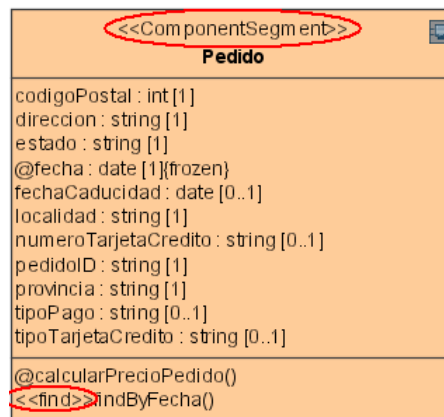 <<ComponentSegment>>
Pedido
codigoPostal : int [1]
direccion : string [1]
estado : string [1]
@fecha : date [1]{frozen}
fechaCaducidad : date [0..1]
localidad : string [1]
numeroTarjetaCredito : string [0..1]
pedidoID : string [1]
provincia : string [1]
tipoPago : string [0..1]
tipoTarjetaCredito : string [0..1]
@calcularPrecioPedido()
<<find>>findByFecha()